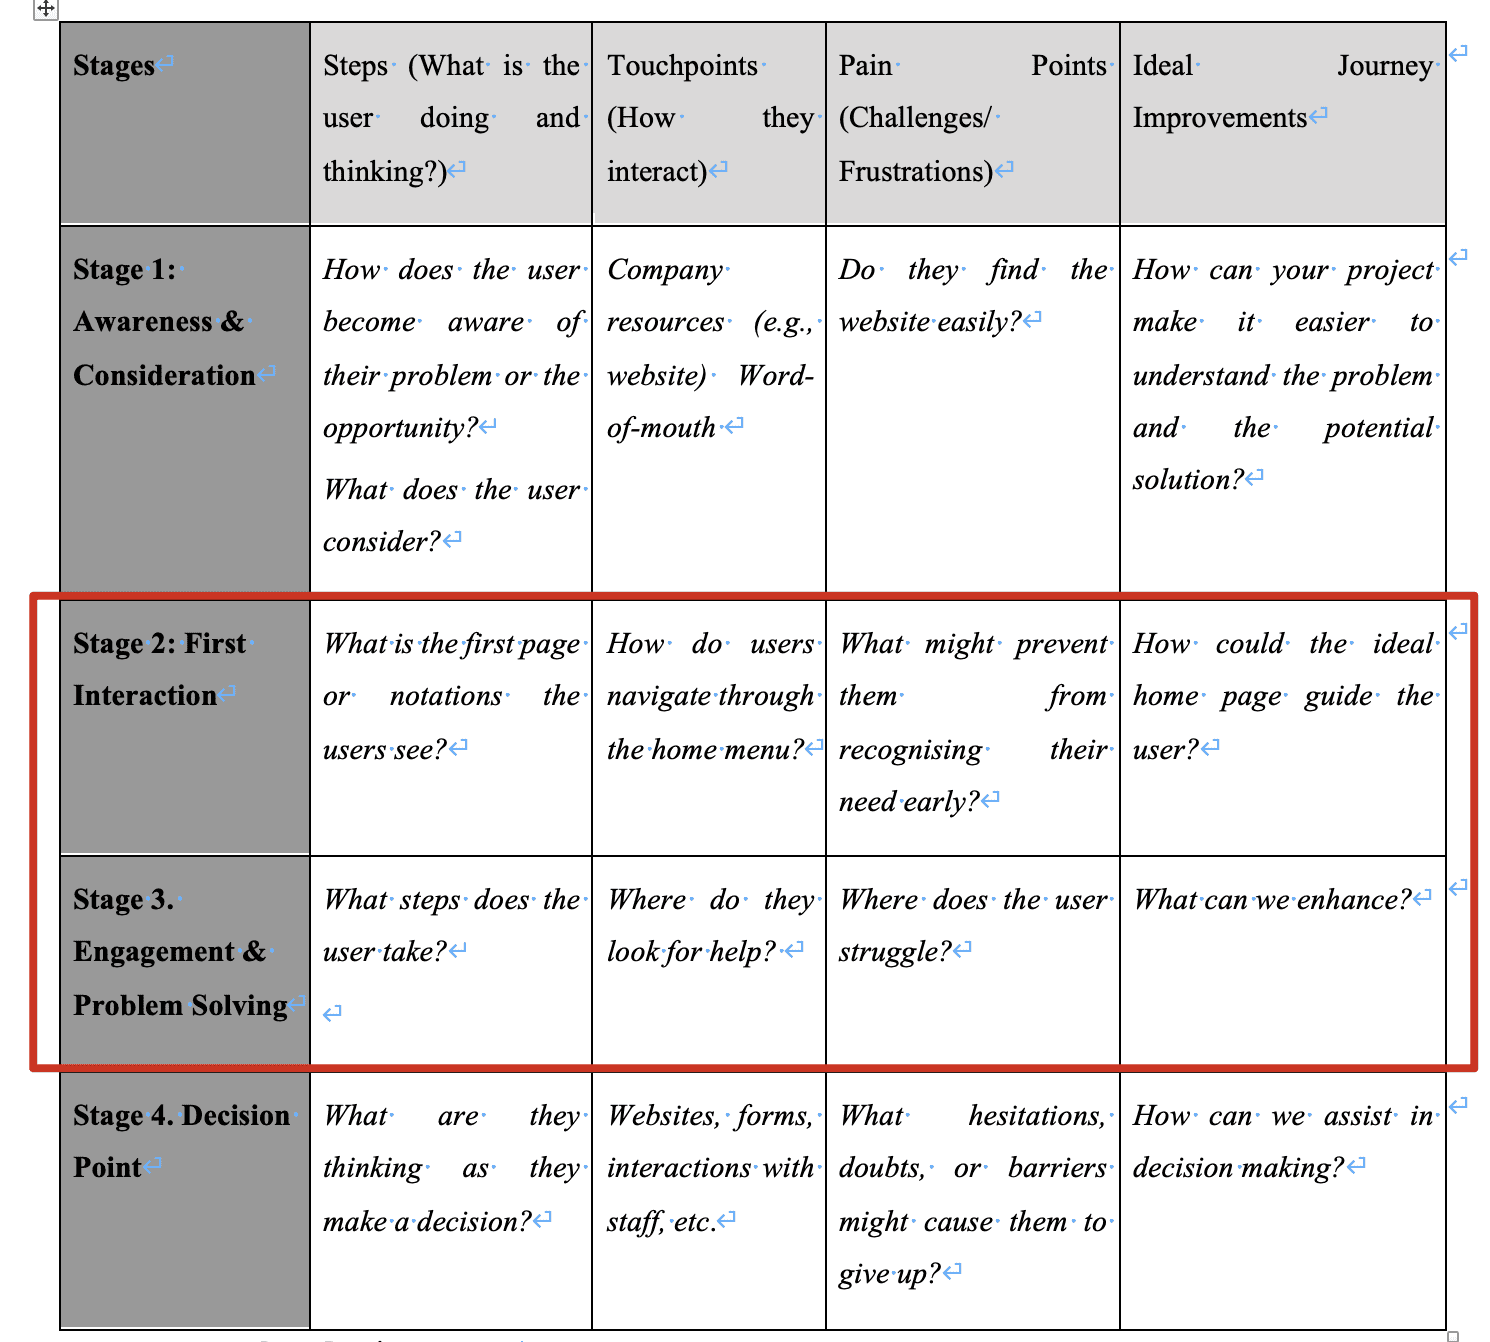 Stages
Steps (What is the
user doing and
thinking?)
Touchpoints
(How they
interact)
Pain Points
(Challenges/
Frustrations)
Ideal Journey
Improvements
Stage 1:
Awareness &
Consideration
How does the user
become aware of
their problem or the
opportunity?
What does the user
consider?
Company
resources (e.g.,
website) Word-
of-mouth
Do they find the
website easily?
How can your project
make it easier to
understand the problem
and the potential
solution?
Stage 2: First
Interaction
What is the first page
or notations the
users see?
How do users
navigate through
the home menu?
What might prevent
them from
recognising their
need early?
How could the ideal
home page guide the
user?
Stage 3.
Engagement &
Problem Solving
What steps does the
user take?
Where do they
look for help?
Where does the user
struggle?
What can we enhance?
Stage 4. Decision
Point
What are they
thinking as they
make a decision?
Websites, forms,
interactions with
staff, etc.
What hesitations,
doubts, or barriers
might cause them to
give up?
How can we assist in
decision making?